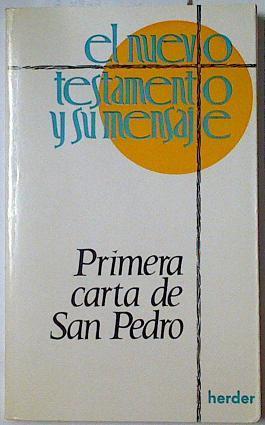 el nuevo
testamento
y su mensaje
Primera
carta de
San Pedro
herder